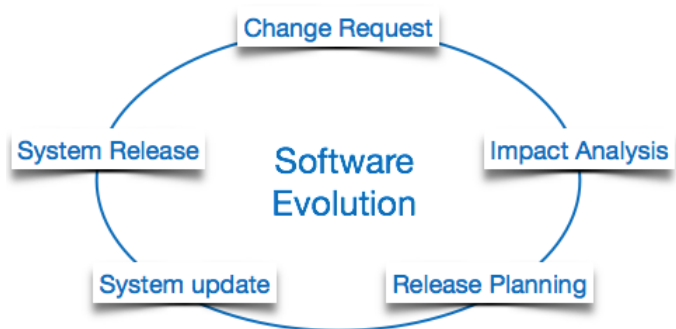 Change Request
System Release
Software
Evolution
Impact Analysis
System update
Release Planning